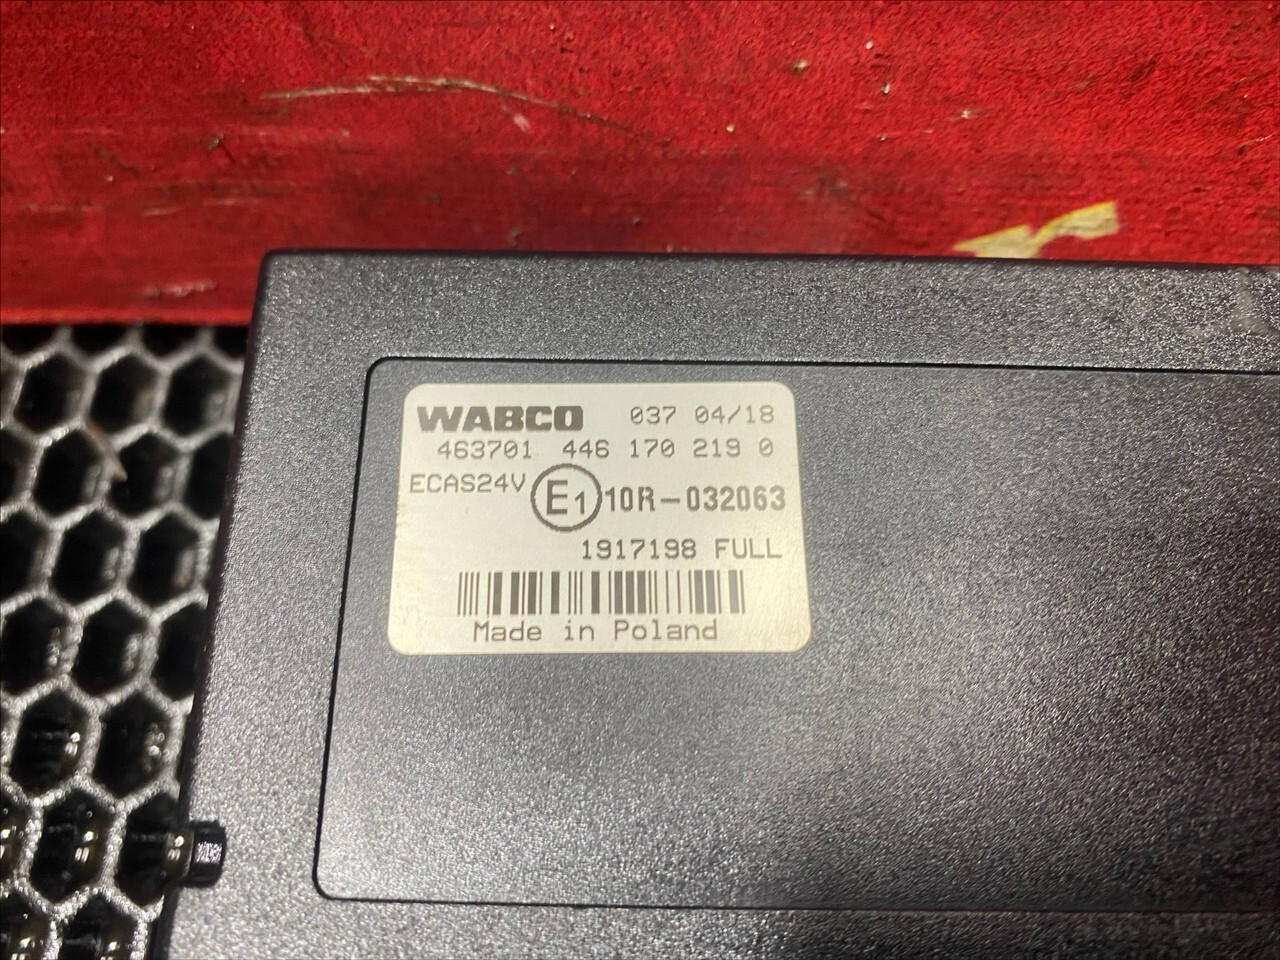 WABCO 037 04/18
463701 446 170 219 0
ECAS24V E1 10R-032063
1917198 FULL
Made in Poland